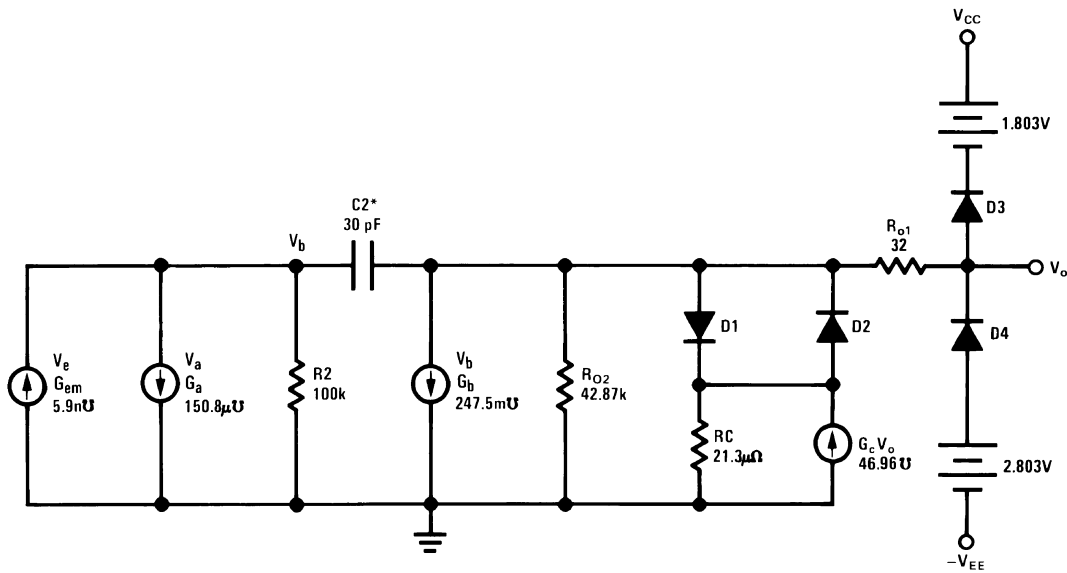 VCC
1.803V
D3
C2*
30 pF
Vb
Ro1
32
Vo
D1
D2
D4
Ve
Gem
5.9n℧
Va
Ga
150.8μ℧
R2
100k
Vb
Gb
247.5m℧
RO2
42.87k
RC
21.3μΩ
GcVo
46.96℧
2.803V
-VEE